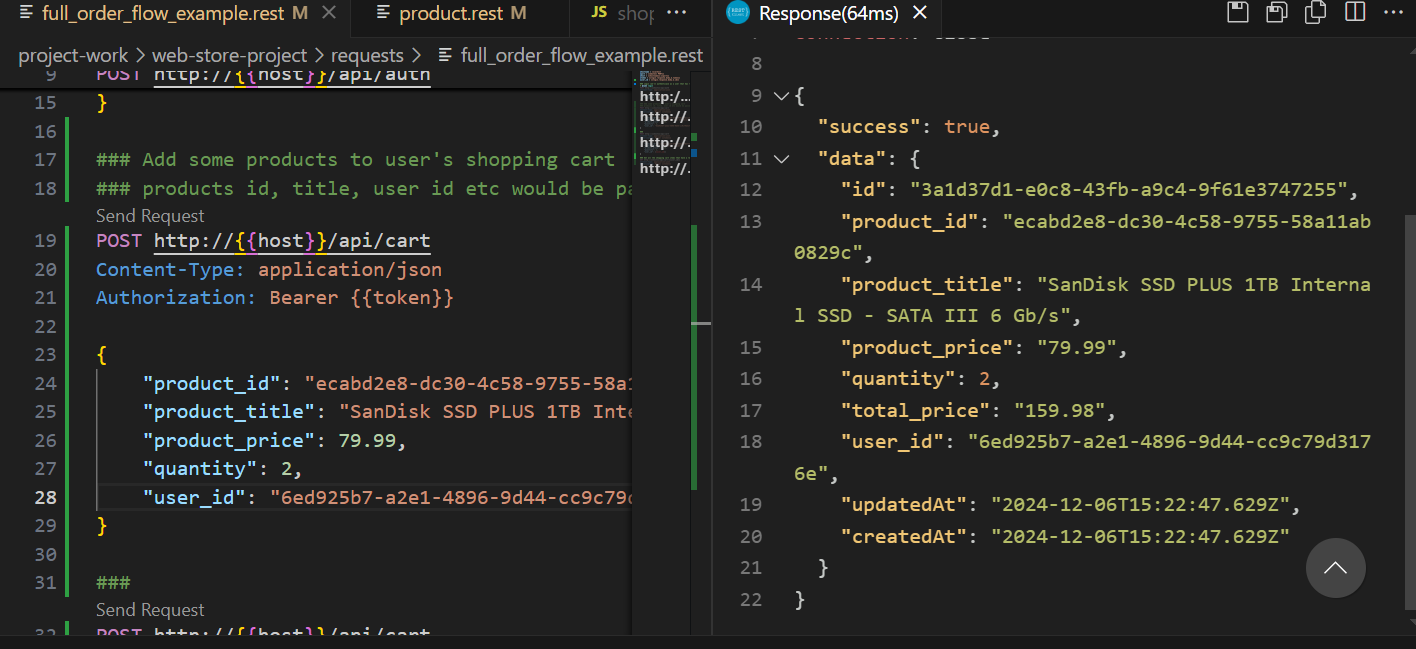 full_order_flow_example.rest M
product.rest M
JS shop
Response(64ms)
project-work > web-store-project > requests > full_order_flow_example.rest
9 POST http://{{host}}/api/auth
15 }
16
17 ### Add some products to user's shopping cart
18 ### products id, title, user id etc would be pa
Send Request
19 POST http://{{host}}/api/cart
20 Content-Type: application/json
21 Authorization: Bearer {{token}}
22
23 {
24 "product_id": "ecabd2e8-dc30-4c58-9755-58a1
25 "product_title": "SanDisk SSD PLUS 1TB Inte
26 "product_price": 79.99,
27 "quantity": 2,
28 "user_id": "6ed925b7-a2e1-4896-9d44-cc9c79d
29 }
30
31 ###
Send Request
32 POST http://{{host}}/api/cart
http:/...
http://.
http://.
http://.
8
9 {
10 "success": true,
11 "data": {
12 "id": "3a1d37d1-e0c8-43fb-a9c4-9f61e3747255",
13 "product_id": "ecabd2e8-dc30-4c58-9755-58a11ab
0829c",
14 "product_title": "SanDisk SSD PLUS 1TB Interna
l SSD - SATA III 6 Gb/s",
15 "product_price": "79.99",
16 "quantity": 2,
17 "total_price": "159.98",
18 "user_id": "6ed925b7-a2e1-4896-9d44-cc9c79d317
6e",
19 "updatedAt": "2024-12-06T15:22:47.629Z",
20 "createdAt": "2024-12-06T15:22:47.629Z"
21 }
22 }